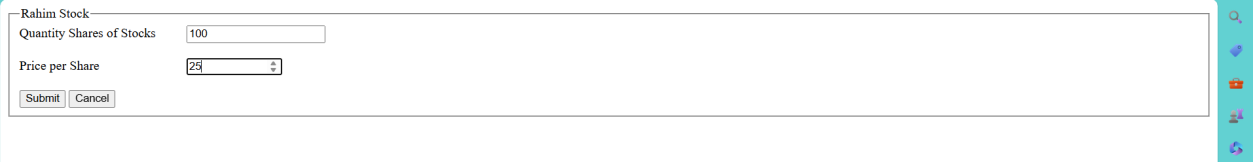 Rahim Stock
Quantity Shares of Stocks 100
Price per Share 25
Submit Cancel